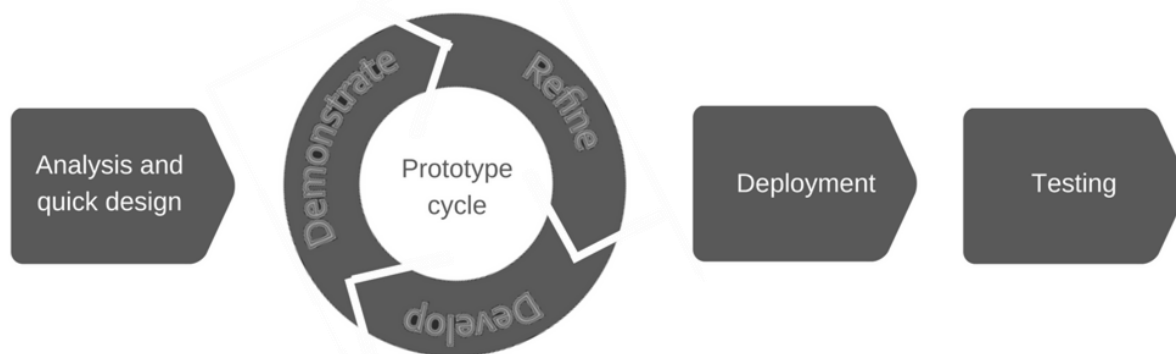 Analysis and
quick design
Demonstrate
Refine
Develop
Prototype
cycle
Deployment
Testing